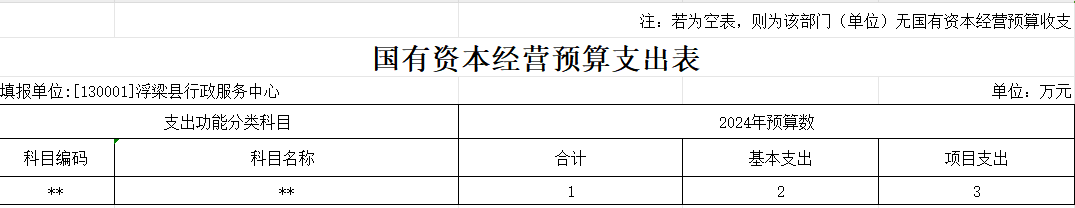 注：若为空表，则为该部门（单位）无国有资本经营预算收支
国有资本经营预算支出表
填报单位:[130001]浮梁县行政服务中心 单位：万元
支出功能分类科目 2024年预算数
科目编码 科目名称 合计 基本支出 项目支出
** ** 1 2 3